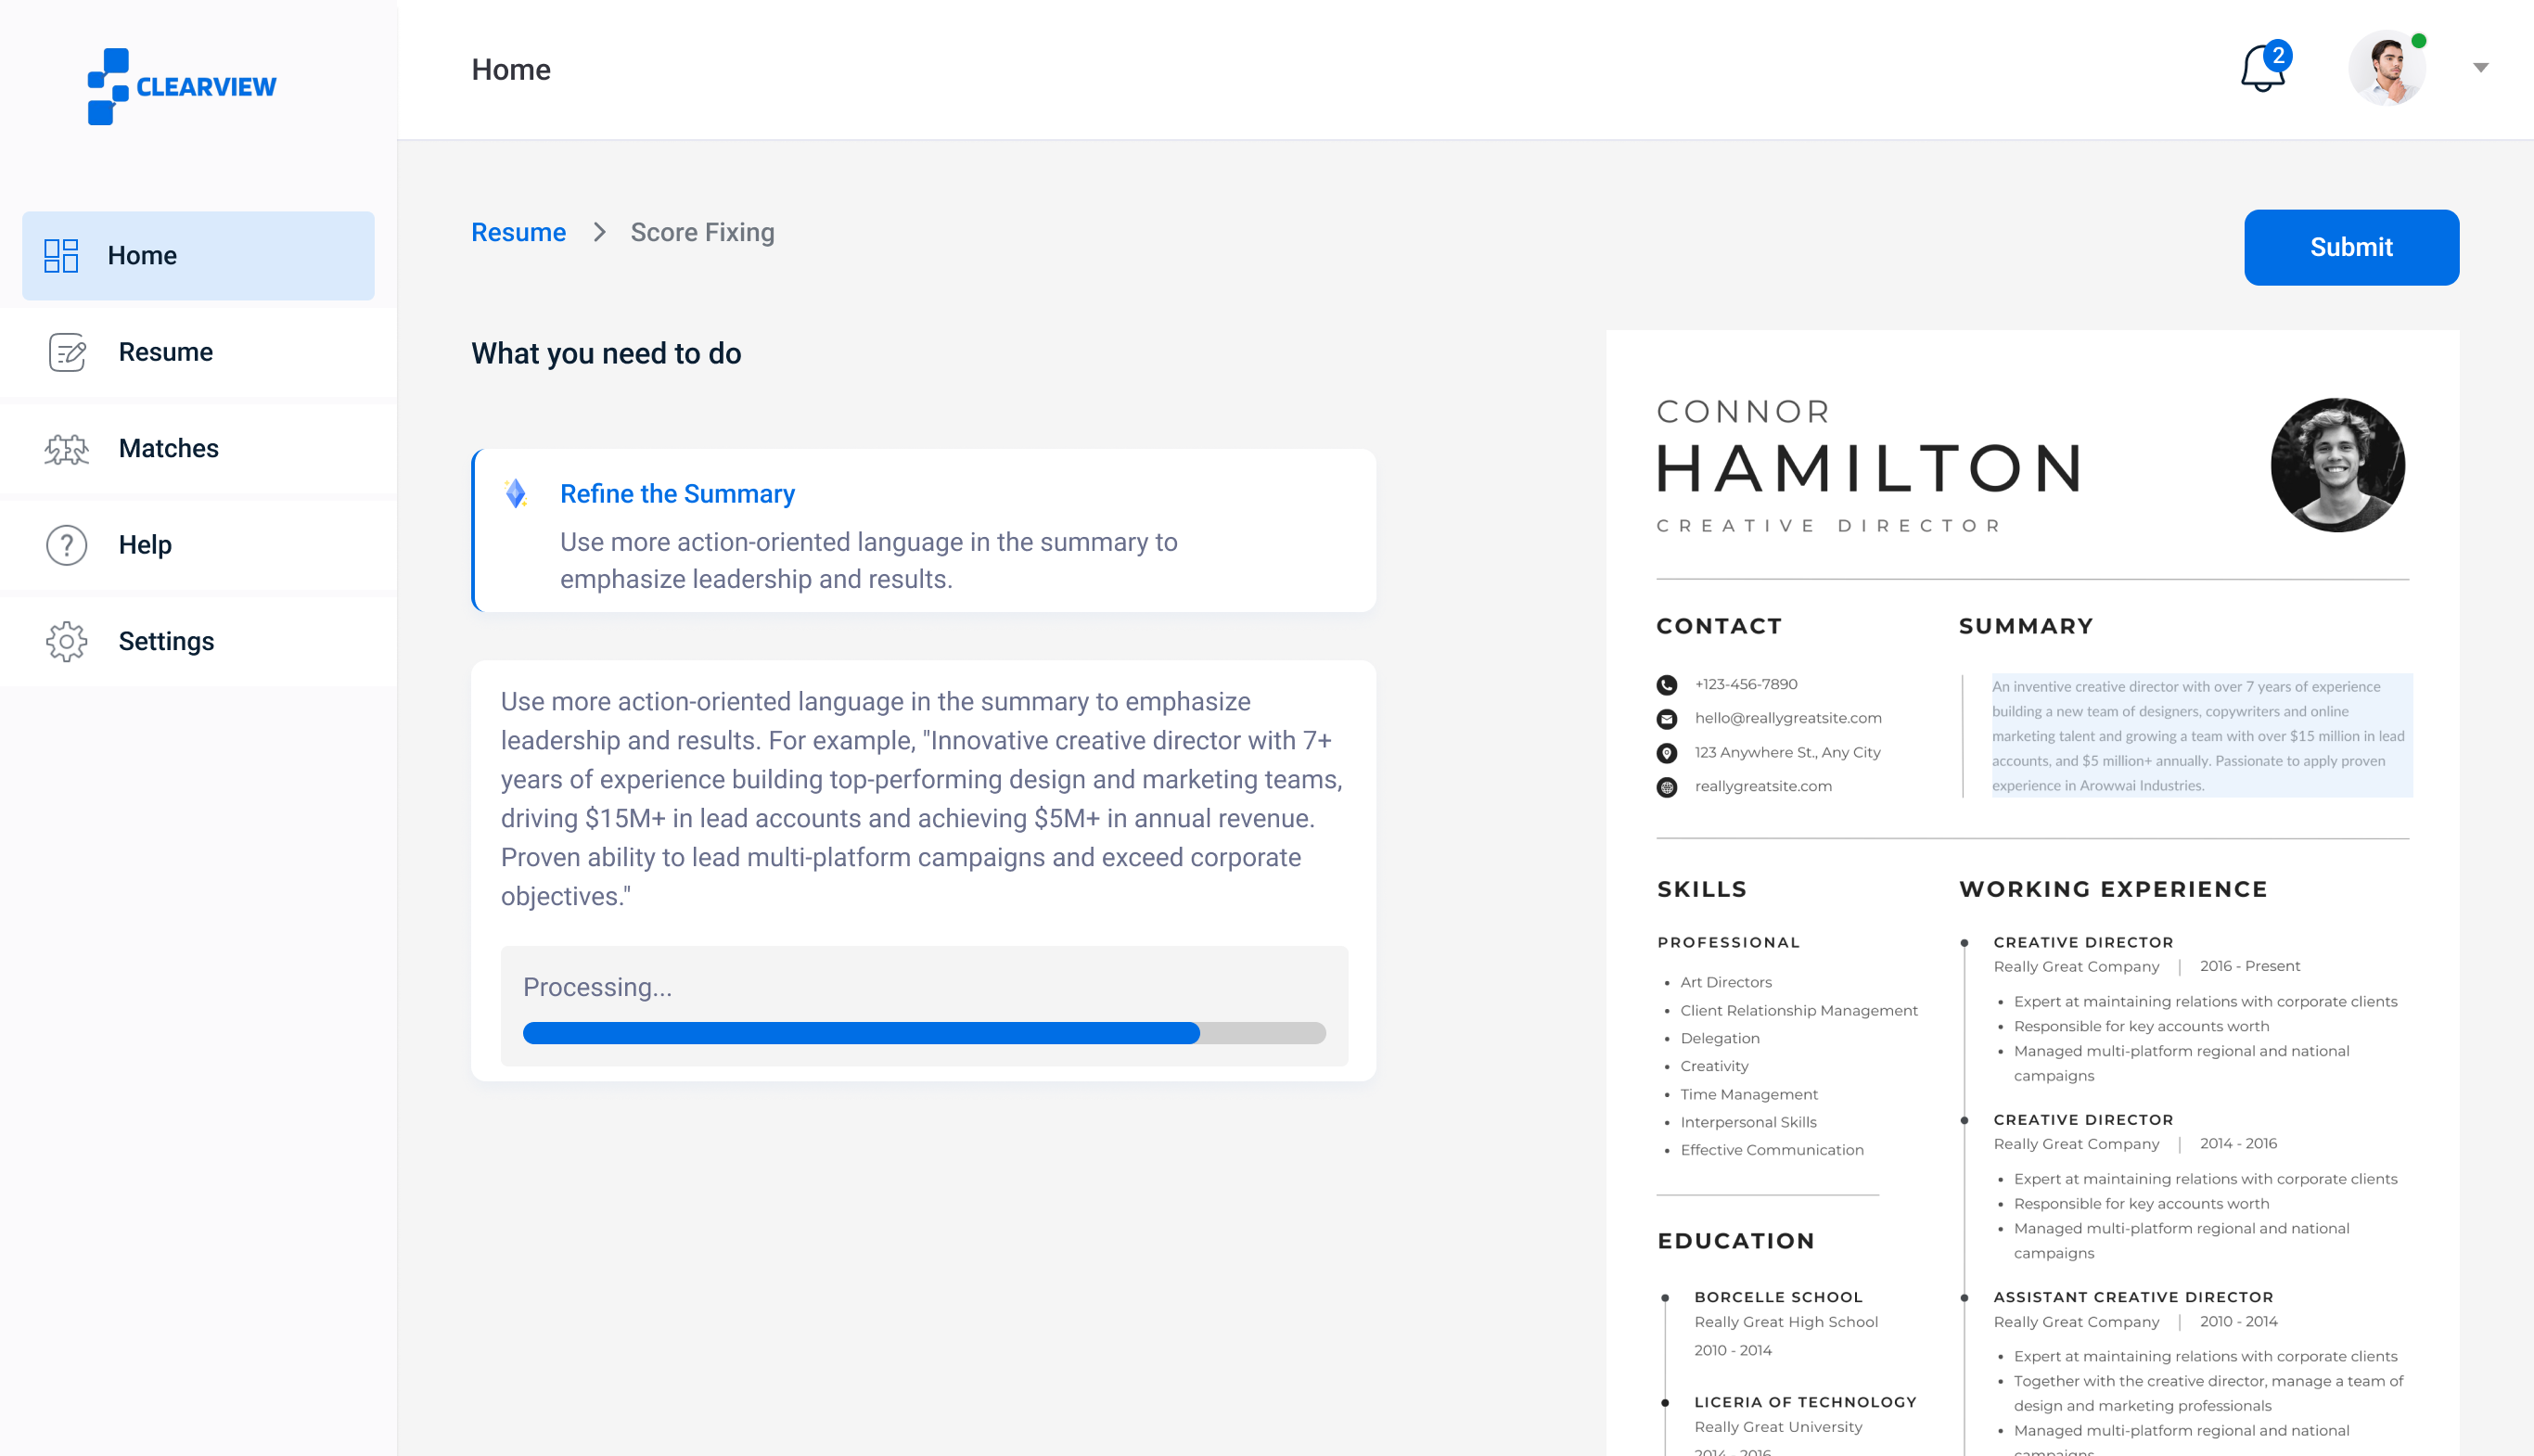 CLEARVIEW
Home
Resume
Matches
Help
Settings
Home
2
Resume
Score Fixing
Submit
What you need to do
Refine the Summary
Use more action-oriented language in the summary to
emphasize leadership and results.
Use more action-oriented language in the summary to emphasize
leadership and results. For example, "Innovative creative director with 7+
years of experience building top-performing design and marketing teams,
driving $15M+ in lead accounts and achieving $5M+ in annual revenue.
Proven ability to lead multi-platform campaigns and exceed corporate
objectives."
Processing...
CONNOR
HAMILTON
CREATIVE DIRECTOR
CONTACT
+123-456-7890
hello@reallygreatsite.com
123 Anywhere St., Any City
reallygreatsite.com
SUMMARY
An inventive creative director with over 7 years of experience
building a new team of designers, copywriters and online
marketing talent and growing a team with over $15 million in lead
accounts, and $5 million+ annually. Passionate to apply proven
experience in Arowwai Industries.
SKILLS
PROFESSIONAL
Art Directors
Client Relationship Management
Delegation
Creativity
Time Management
Interpersonal Skills
Effective Communication
EDUCATION
BORCELLE SCHOOL
Really Great High School
2010 - 2014
LICERIA OF TECHNOLOGY
Really Great University
2014 - 2016
WORKING EXPERIENCE
CREATIVE DIRECTOR
Really Great Company | 2016 - Present
Expert at maintaining relations with corporate clients
Responsible for key accounts worth
Managed multi-platform regional and national
campaigns
CREATIVE DIRECTOR
Really Great Company | 2014 - 2016
Expert at maintaining relations with corporate clients
Responsible for key accounts worth
Managed multi-platform regional and national
campaigns
ASSISTANT CREATIVE DIRECTOR
Really Great Company | 2010 - 2014
Expert at maintaining relations with corporate clients
Together with the creative director, manage a team of
design and marketing professionals
Managed multi-platform regional and national
campaigns